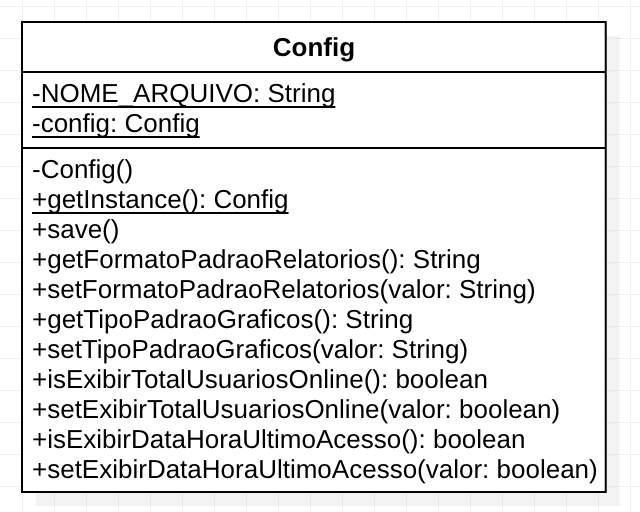 Config
-NOME_ARQUIVO: String
-config: Config
-Config()
+getInstance(): Config
+save()
+getFormatoPadraoRelatorios(): String
+setFormatoPadraoRelatorios(valor: String)
+getTipoPadraoGraficos(): String
+setTipoPadraoGraficos(valor: String)
+isExibirTotalUsuariosOnline(): boolean
+setExibirTotalUsuariosOnline(valor: boolean)
+isExibirDataHoraUltimoAcesso(): boolean
+setExibirDataHoraUltimoAcesso(valor: boolean)